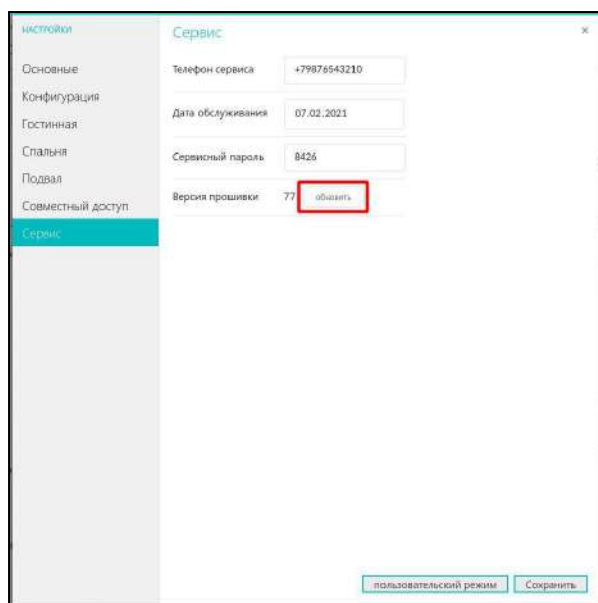 НАСТРОЙКИ
Основные
Конфигурация
Гостинная
Спальня
Подвал
Совместный доступ
Сервис
Сервис
×
Телефон сервиса +79876543210
Дата обслуживания 07.02.2021
Сервисный пароль 8426
Версия прошивки 77 обновить
пользовательский режим Сохранить